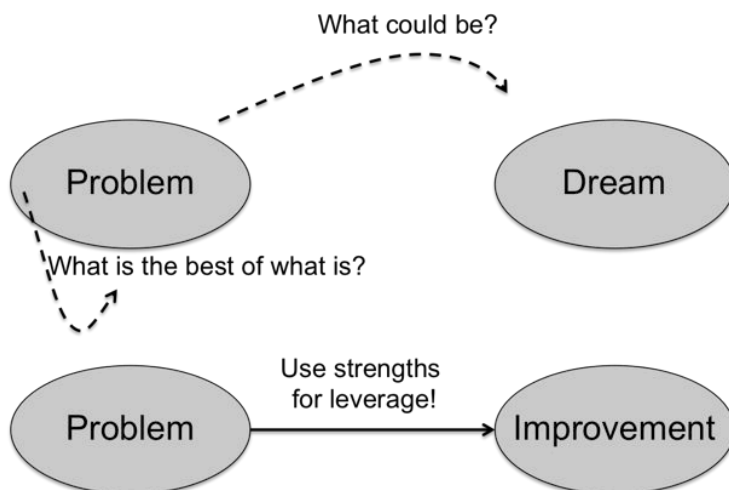 What could be?
Problem
Dream
What is the best of what is?
Use strengths
for leverage!
Problem
Improvement